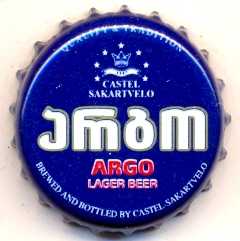 QUALITY & TRADITION
CASTEL
SAKARTVELO
არგო
ARGO
LAGER BEER
BREWED AND BOTTLED BY CASTEL-SAKARTVELO